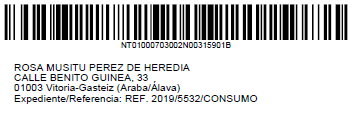 NT01000703002N00315901B
ROSA MUSITU PEREZ DE HEREDIA
CALLE BENITO GUINEA, 33
01003 Vitoria-Gasteiz (Araba/Álava)
Expediente/Referencia: REF. 2019/5532/CONSUMO